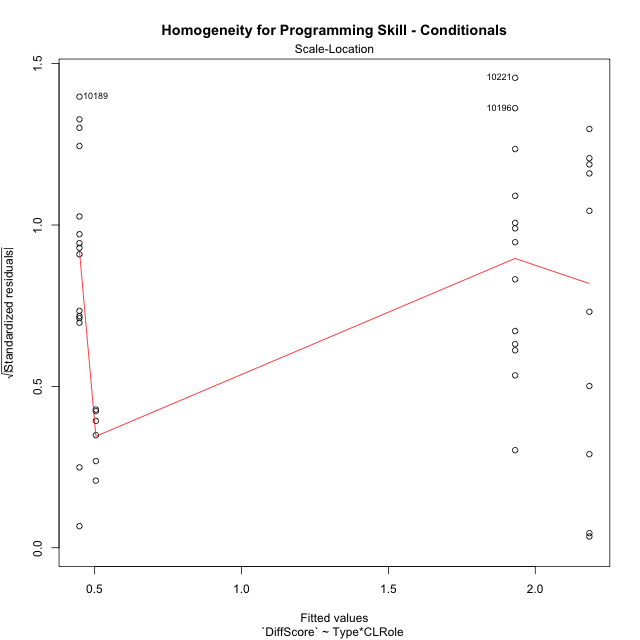 Homogeneity for Programming Skill - Conditionals
Scale-Location
√|Standardized residuals|
1.5
1.0
0.5
0.0
10189
10221
10196
0.5
1.0
1.5
2.0
Fitted values
`DiffScore` ~ Type*CLRole